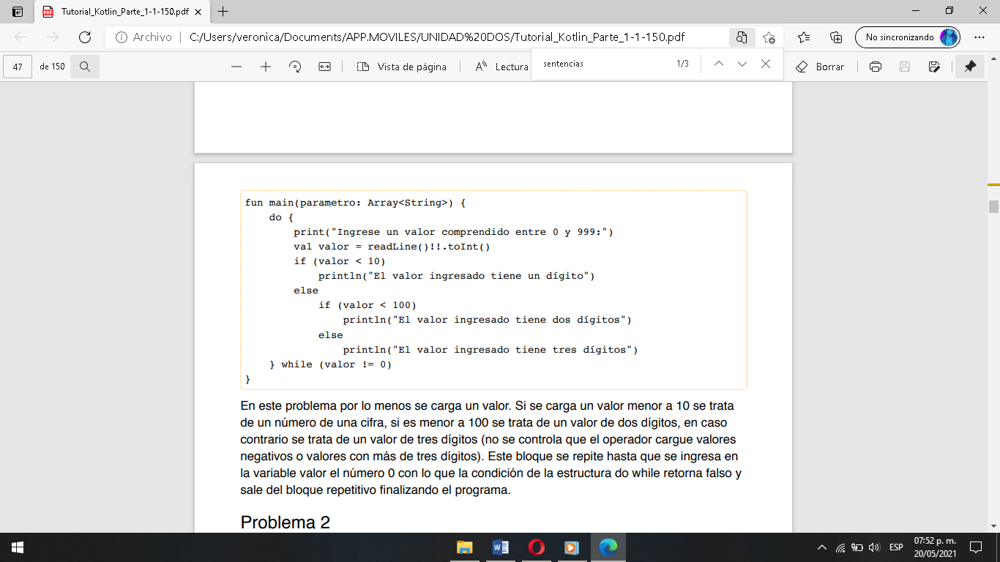 Tutorial_Kotlin_Parte_1-1-150.pdf
Archivo C:/Users/veronica/Documents/APP.MOVILES/UNIDAD%20DOS/Tutorial_Kotlin_Parte_1-1-150.pdf No sincronizando
47 de 150 Vista de página Lectura sentencias 1/3 Borrar
fun main(parametro: Array<String>) {
    do {
        print("Ingrese un valor comprendido entre 0 y 999:")
        val valor = readLine()!!.toInt()
        if (valor < 10)
            println("El valor ingresado tiene un dígito")
        else
            if (valor < 100)
                println("El valor ingresado tiene dos dígitos")
            else
                println("El valor ingresado tiene tres dígitos")
    } while (valor != 0)
}
En este problema por lo menos se carga un valor. Si se carga un valor menor a 10 se trata
de un número de una cifra, si es menor a 100 se trata de un valor de dos dígitos, en caso
contrario se trata de un valor de tres dígitos (no se controla que el operador cargue valores
negativos o valores con más de tres dígitos). Este bloque se repite hasta que se ingresa en
la variable valor el número 0 con lo que la condición de la estructura do while retorna falso y
sale del bloque repetitivo finalizando el programa.
Problema 2
ESP
07:52 p. m.
20/05/2021